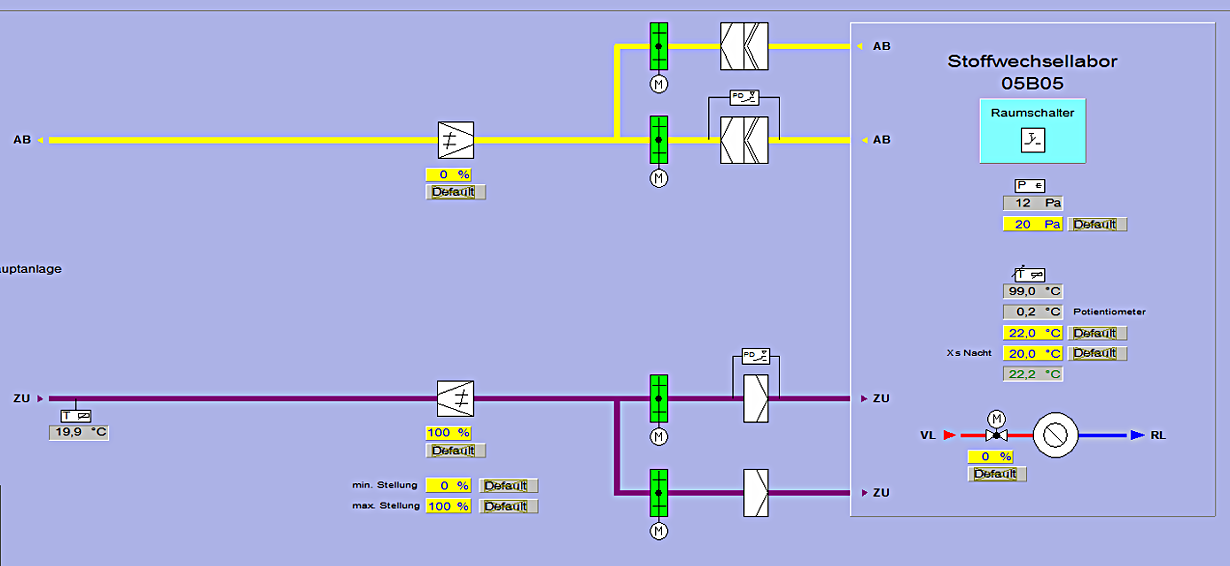 AB
Stoffwechsellabor
05B05
Raumschalter
PD
M
AB
AB
0 %
Default
M
P
12 Pa
20 Pa Default
uptanlage
T
99,0 °C
0,2 °C Potientiometer
22,0 °C Default
Xs Nacht 20,0 °C Default
22,2 °C
PD
ZU
ZU
T
19,9 °C
100 %
Default
M
M
VL
RL
0 %
Default
min. Stellung 0 % Default
max. Stellung 100 % Default
ZU
M